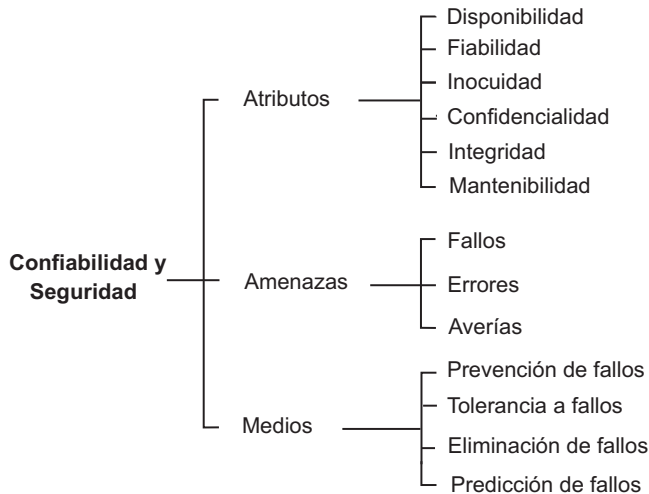 Confiabilidad y
Seguridad
Atributos
Disponibilidad
Fiabilidad
Inocuidad
Confidencialidad
Integridad
Mantenibilidad
Amenazas
Fallos
Errores
Averías
Medios
Prevención de fallos
Tolerancia a fallos
Eliminación de fallos
Predicción de fallos